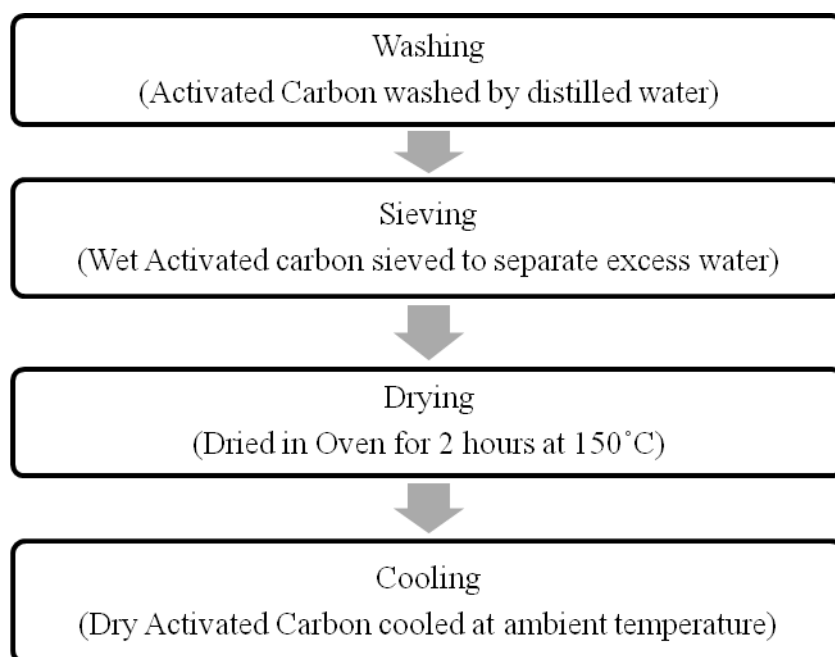 Washing
(Activated Carbon washed by distilled water)
Sieving
(Wet Activated carbon sieved to separate excess water)
Drying
(Dried in Oven for 2 hours at 150˚C)
Cooling
(Dry Activated Carbon cooled at ambient temperature)